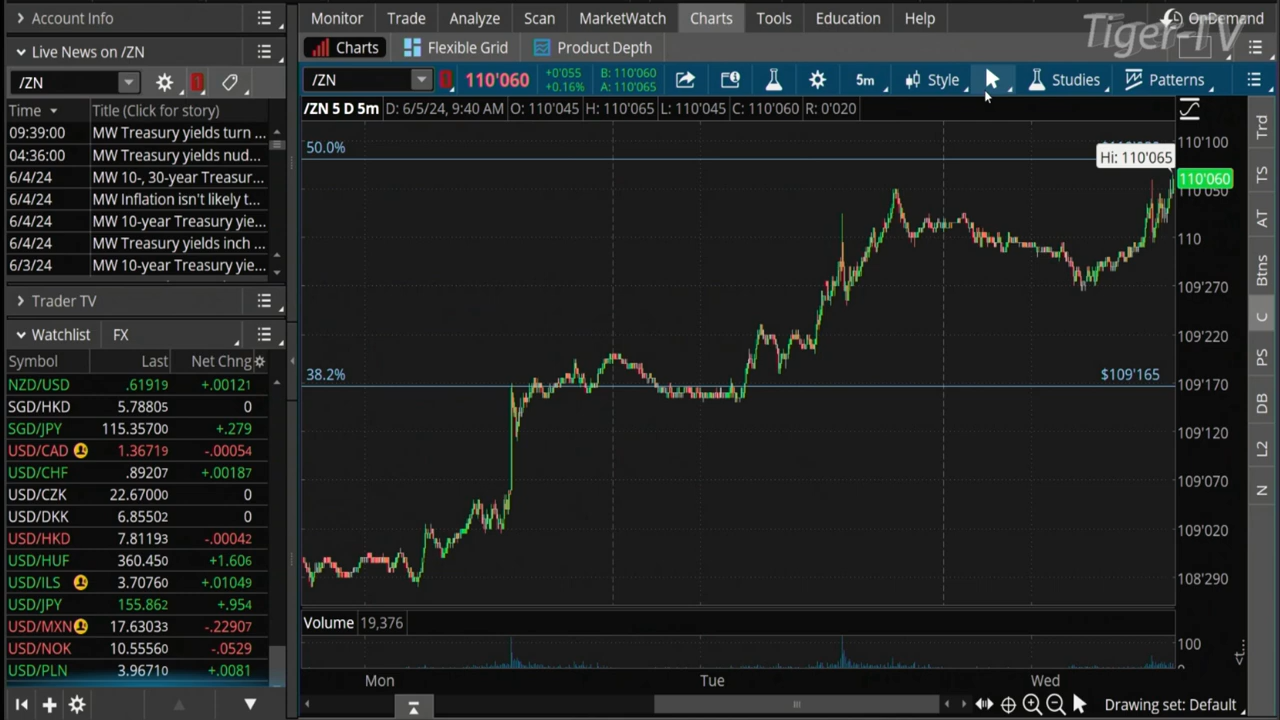 Account Info
Live News on /ZN
/ZN
1
Time Title (Click for story)
09:39:00 MW Treasury yields turn ...
04:36:00 MW Treasury yields nud...
6/4/24 MW 10-, 30-year Treasur...
6/4/24 MW Inflation isn't likely t...
6/4/24 MW 10-year Treasury yi...
6/4/24 MW Treasury yields inch ...
6/3/24 MW 10-year Treasury yie...
Trader TV
Watchlist FX
Symbol Last Net Chng
NZD/USD .61919 +.00121
SGD/HKD 5.78805 0
SGD/JPY 115.35700 +.279
USD/CAD 1.36719 -.00054
USD/CHF .89207 +.00187
USD/CZK 22.67000 0
USD/DKK 6.85502 0
USD/HKD 7.81193 -.00042
USD/HUF 360.450 +1.606
USD/ILS 3.70760 +.01049
USD/JPY 155.862 +.954
USD/MXN 17.63033 -.22907
USD/NOK 10.55560 -.0529
USD/PLN 3.96710 +.0081
Monitor Trade Analyze Scan MarketWatch Charts Tools Education Help
Tiger-TV
OnDemand
Charts Flexible Grid Product Depth
/ZN 110'060 +0'055 +0.16% B: 110'060 A: 110'065 5m Style Studies Patterns
/ZN 5 D 5m D: 6/5/24, 9:40 AM O: 110'045 H: 110'065 L: 110'045 C: 110'060 R: 0'020
50.0%
Hi: 110'065
38.2% $109'165
110'100
110'060
110'050
110
109'270
109'220
109'170
109'120
109'070
109'020
108'290
Volume 19,376
100
0
Mon Tue Wed
Drawing set: Default
Trd
TS
AT
Btns
C
PS
DB
L2
N